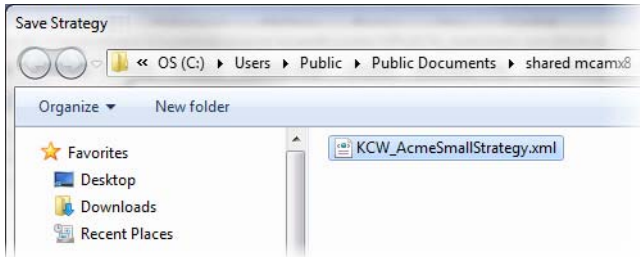 Save Strategy
« OS (C:) ▸ Users ▸ Public ▸ Public Documents ▸ shared mcamx8
Organize ▾ New folder
Favorites
KCW_AcmeSmallStrategy.xml
Desktop
Downloads
Recent Places